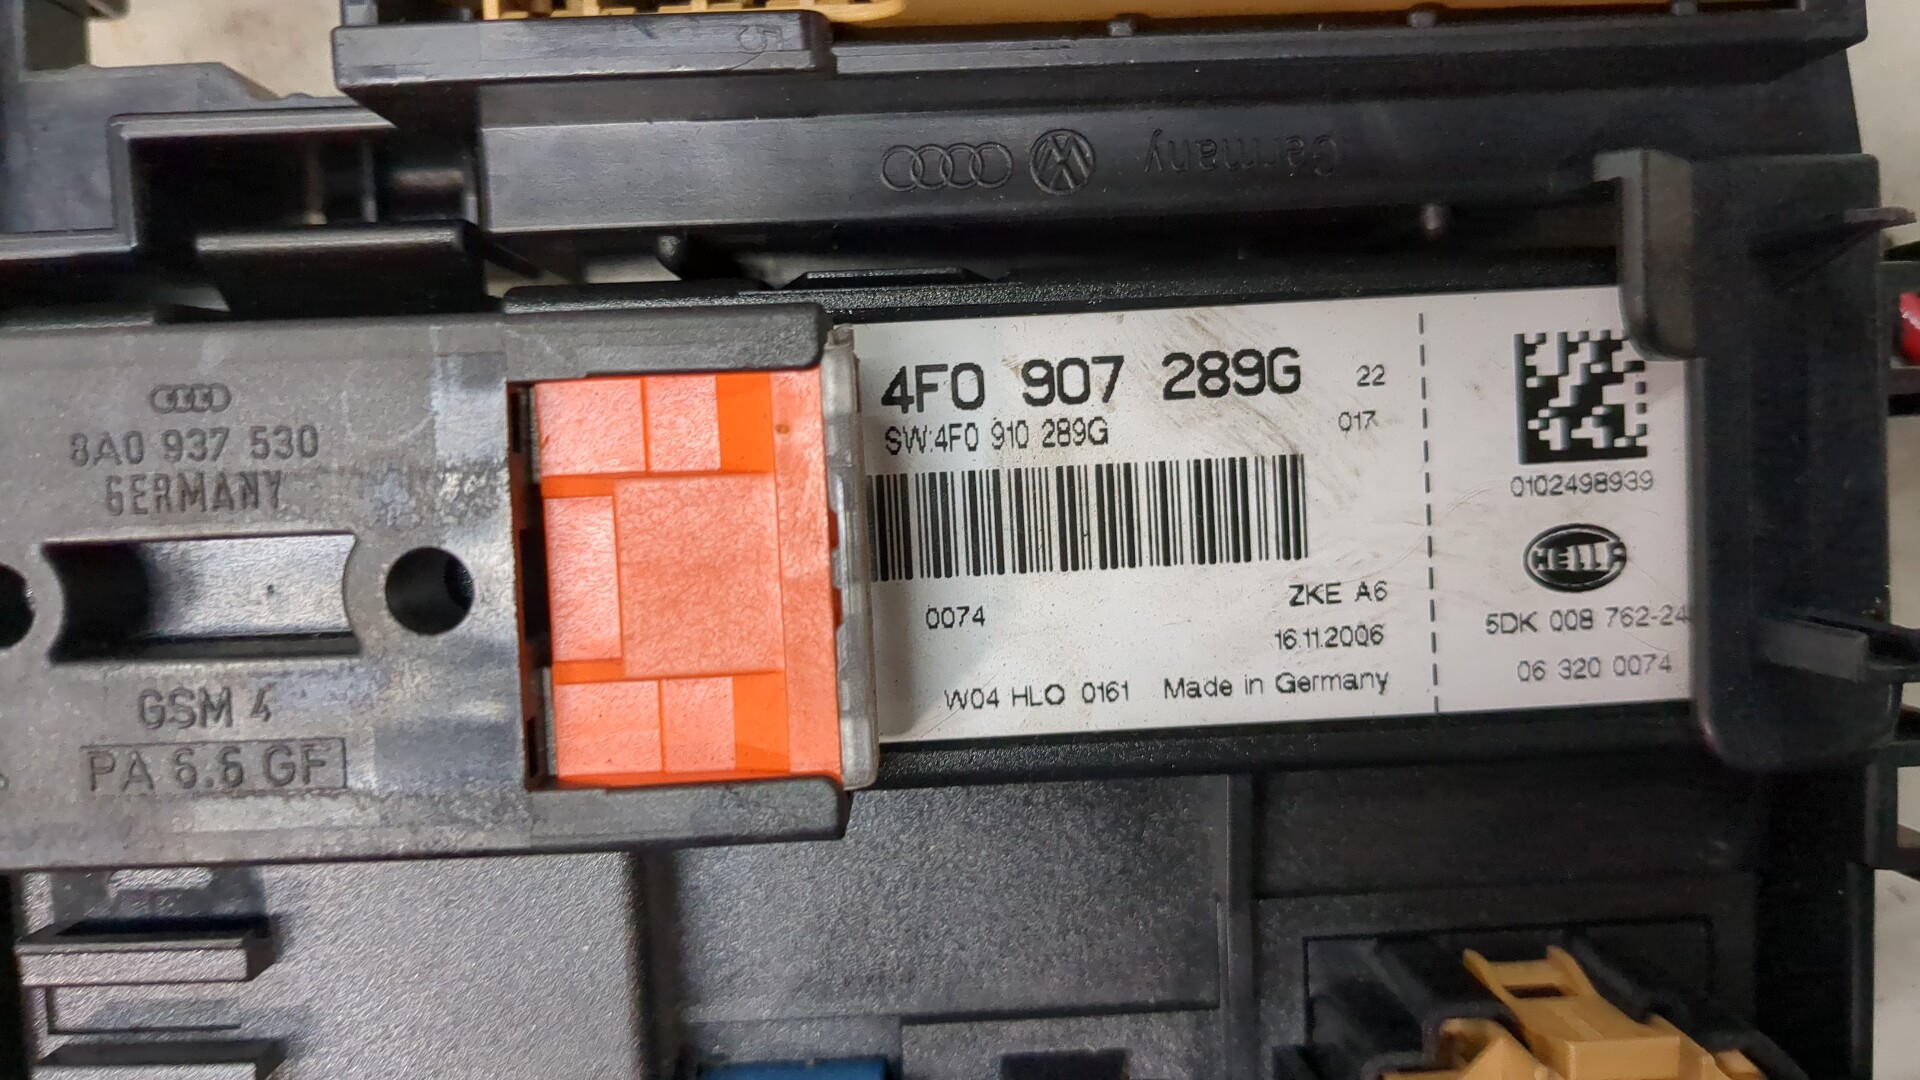 5
Germany
8A0 937 530
GERMANY
GSM 4
PA 6.6 GF
4F0 907 289G 22
SW:4F0 910 289G 017
0074
ZKE A6
16.11.2006
W04 HLO 0161 Made in Germany
0102498939
HELLA
5DK 008 762-24
06 320 0074